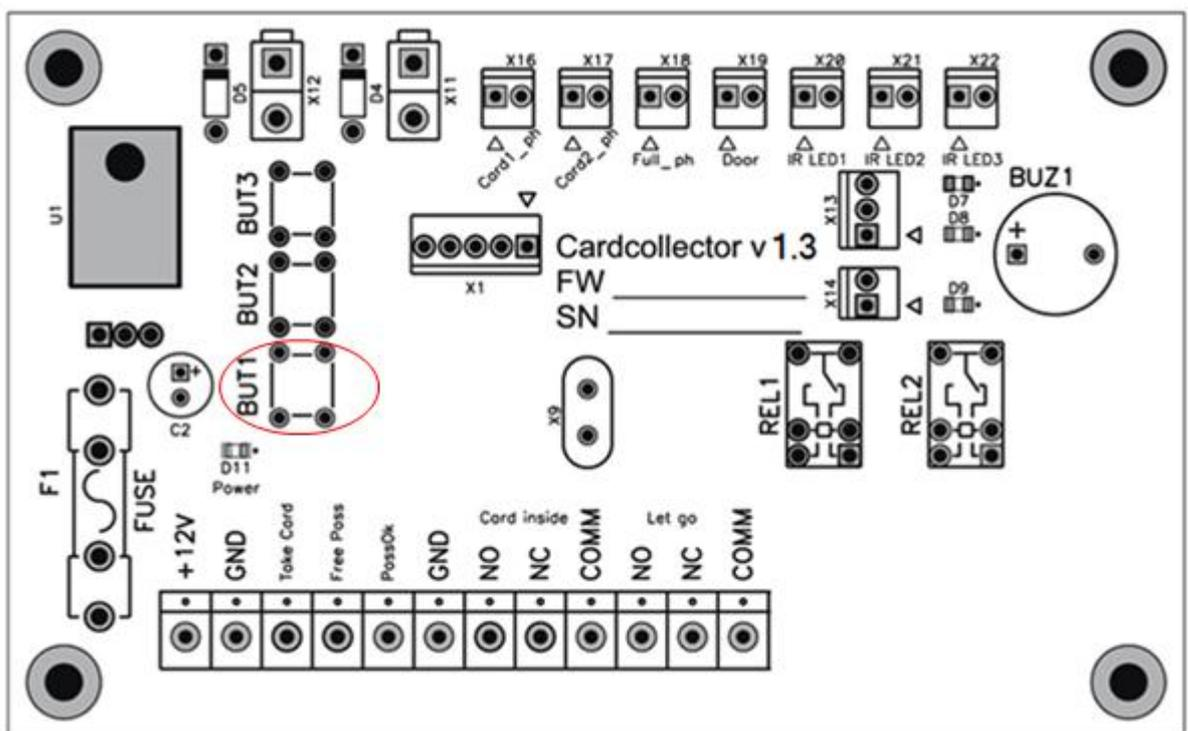 D5
X12
D4
X11
X16
X17
X18
X19
X20
X21
X22
Card1_ph
Card2_ph
Full_ph
Door
IR LED1
IR LED2
IR LED3
U1
BUT3
BUT2
BUT1
X1
Cardcollector v 1.3
FW
SN
X13
X14
D7
D8
D9
BUZ1
+
+
C2
D11
Power
F1
FUSE
X9
REL1
REL2
Card inside
Let go
+12V
GND
Take Card
Free Pass
PassOk
GND
NO
NC
COMM
NO
NC
COMM